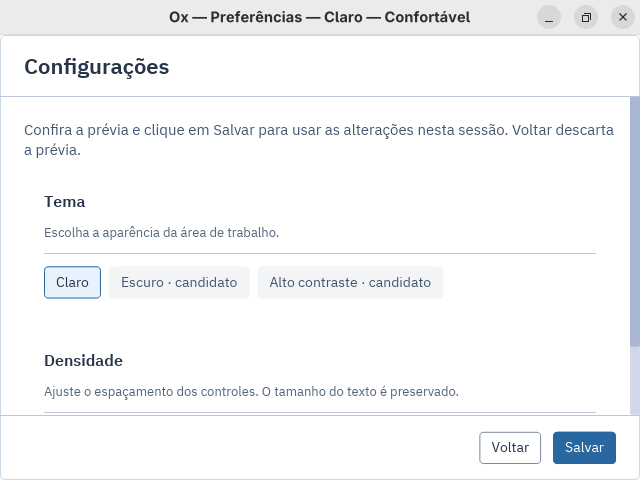 Ox — Preferências — Claro — Confortável
Configurações
Confira a prévia e clique em Salvar para usar as alterações nesta sessão. Voltar descarta
a prévia.
Tema
Escolha a aparência da área de trabalho.
Claro
Escuro · candidato
Alto contraste · candidato
Densidade
Ajuste o espaçamento dos controles. O tamanho do texto é preservado.
Voltar
Salvar